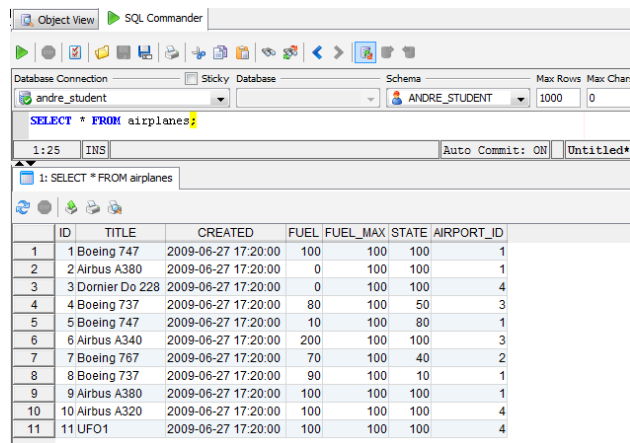 Object View SQL Commander
Database Connection Sticky Database Schema Max Rows Max Char
andre_student ANDRE_STUDENT 1000 0
SELECT * FROM airplanes;
1:25 INS Auto Commit: ON Untitled*
1: SELECT * FROM airplanes
ID TITLE CREATED FUEL FUEL_MAX STATE AIRPORT_ID
1 1 Boeing 747 2009-06-27 17:20:00 100 100 100 1
2 2 Airbus A380 2009-06-27 17:20:00 0 100 100 1
3 3 Dornier Do 228 2009-06-27 17:20:00 0 100 100 4
4 4 Boeing 737 2009-06-27 17:20:00 80 100 50 3
5 5 Boeing 747 2009-06-27 17:20:00 10 100 80 1
6 6 Airbus A340 2009-06-27 17:20:00 200 100 100 3
7 7 Boeing 767 2009-06-27 17:20:00 70 100 40 2
8 8 Boeing 737 2009-06-27 17:20:00 90 100 10 1
9 9 Airbus A380 2009-06-27 17:20:00 100 100 100 1
10 10 Airbus A320 2009-06-27 17:20:00 100 100 100 4
11 11 UFO1 2009-06-27 17:20:00 100 100 100 4